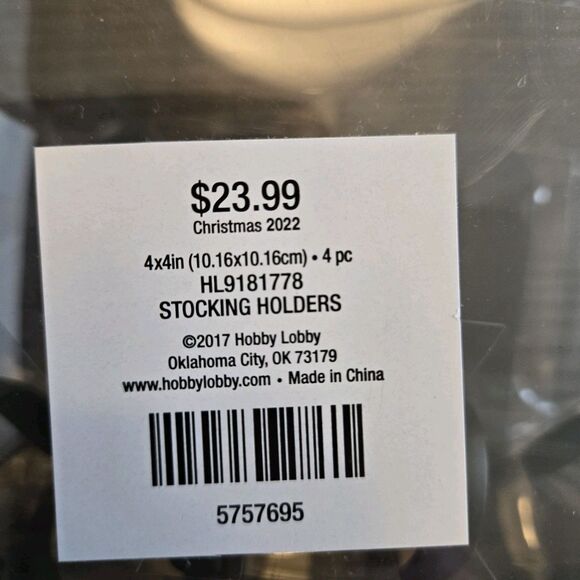 $23.99
Christmas 2022
4x4in (10.16x10.16cm) • 4 pc
HL9181778
STOCKING HOLDERS
©2017 Hobby Lobby
Oklahoma City, OK 73179
www.hobbylobby.com • Made in China
5757695